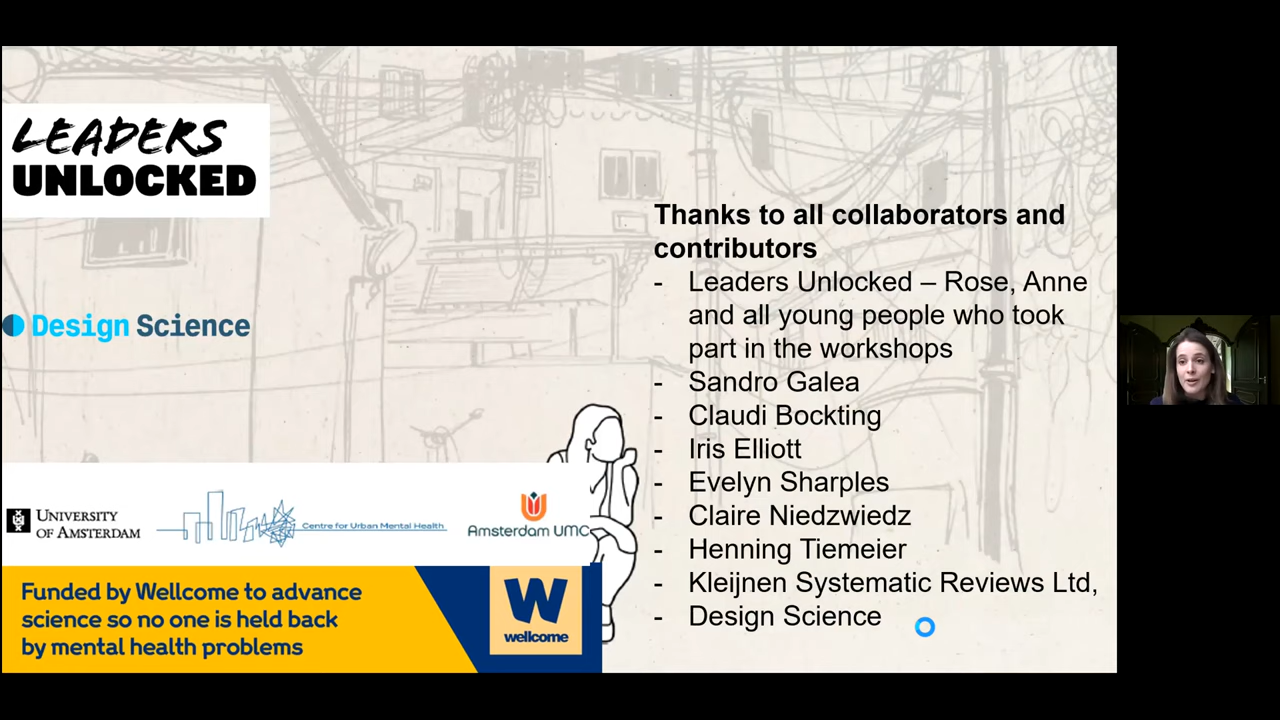 LEADERS
UNLOCKED
Design Science
UNIVERSITY
OF AMSTERDAM
Centre for Urban Mental Health
Amsterdam UMC
Funded by Wellcome to advance
science so no one is held back
by mental health problems
W
wellcome
Thanks to all collaborators and
contributors
- Leaders Unlocked – Rose, Anne
and all young people who took
part in the workshops
- Sandro Galea
- Claudi Bockting
- Iris Elliott
- Evelyn Sharples
- Claire Niedzwiedz
- Henning Tiemeier
- Kleijnen Systematic Reviews Ltd,
- Design Science